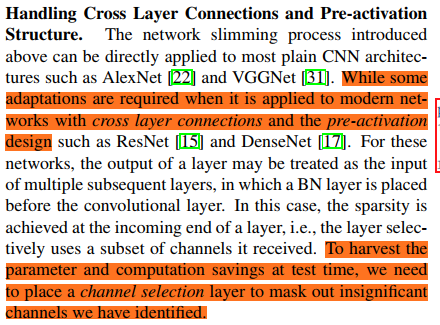 Handling Cross Layer Connections and Pre-activation
Structure. The network slimming process introduced
above can be directly applied to most plain CNN architec-
tures such as AlexNet [22] and VGGNet [31]. While some
adaptations are required when it is applied to modern net-
works with cross layer connections and the pre-activation
design such as ResNet [15] and DenseNet [17]. For these
networks, the output of a layer may be treated as the input
of multiple subsequent layers, in which a BN layer is placed
before the convolutional layer. In this case, the sparsity is
achieved at the incoming end of a layer, i.e., the layer selec-
tively uses a subset of channels it received. To harvest the
parameter and computation savings at test time, we need
to place a channel selection layer to mask out insignificant
channels we have identified.